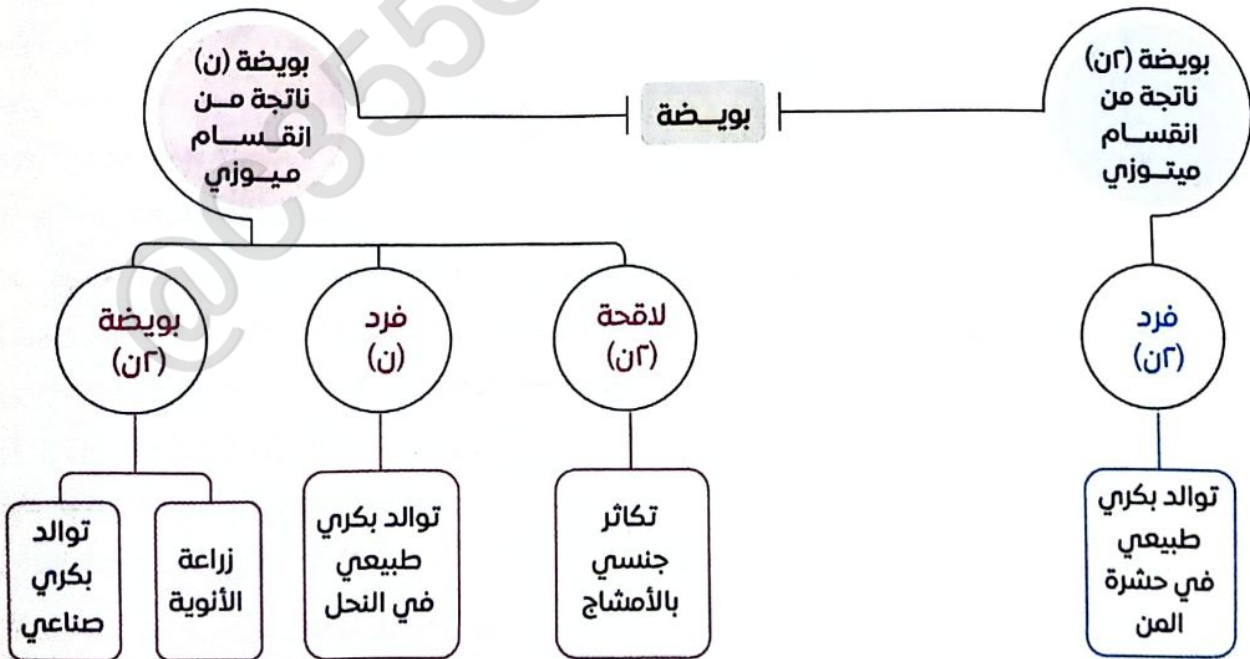 بويضة
بويضة (٢ن)
ناتجة من
انقسام
ميتوزي
فرد
(٢ن)
توالد بكري
طبيعي
في حشرة
المن
بويضة (ن)
ناتجة من
انقسام
ميوزي
لاقحة
(٢ن)
تكاثر
جنسي
بالأمشاج
فرد
(ن)
توالد بكري
طبيعي
في النحل
بويضة
(٢ن)
زراعة
الأنوية
توالد
بكري
صناعي